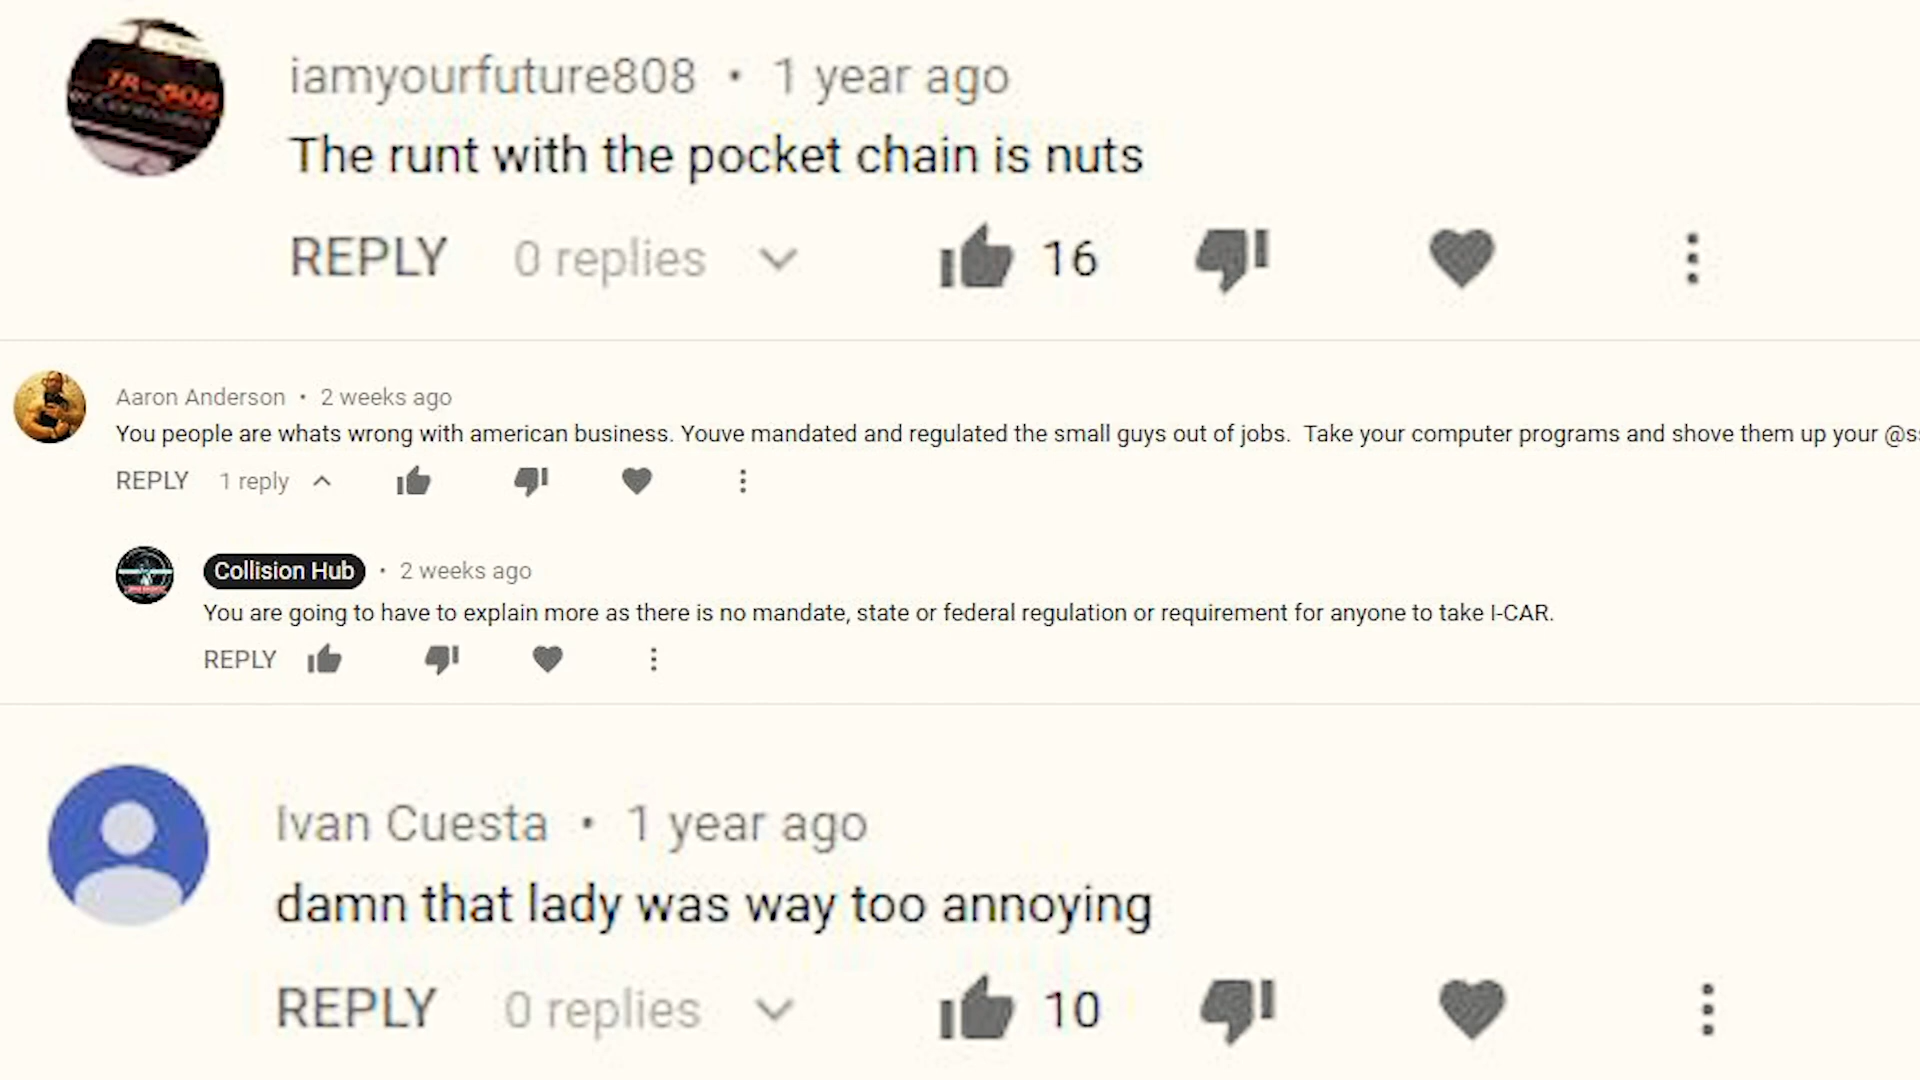 iamyourfuture808 • 1 year ago
The runt with the pocket chain is nuts
REPLY 0 replies 16
Aaron Anderson • 2 weeks ago
You people are whats wrong with american business. Youve mandated and regulated the small guys out of jobs. Take your computer programs and shove them up your @s
REPLY 1 reply
Collision Hub • 2 weeks ago
You are going to have to explain more as there is no mandate, state or federal regulation or requirement for anyone to take I-CAR.
REPLY
Ivan Cuesta • 1 year ago
damn that lady was way too annoying
REPLY 0 replies 10